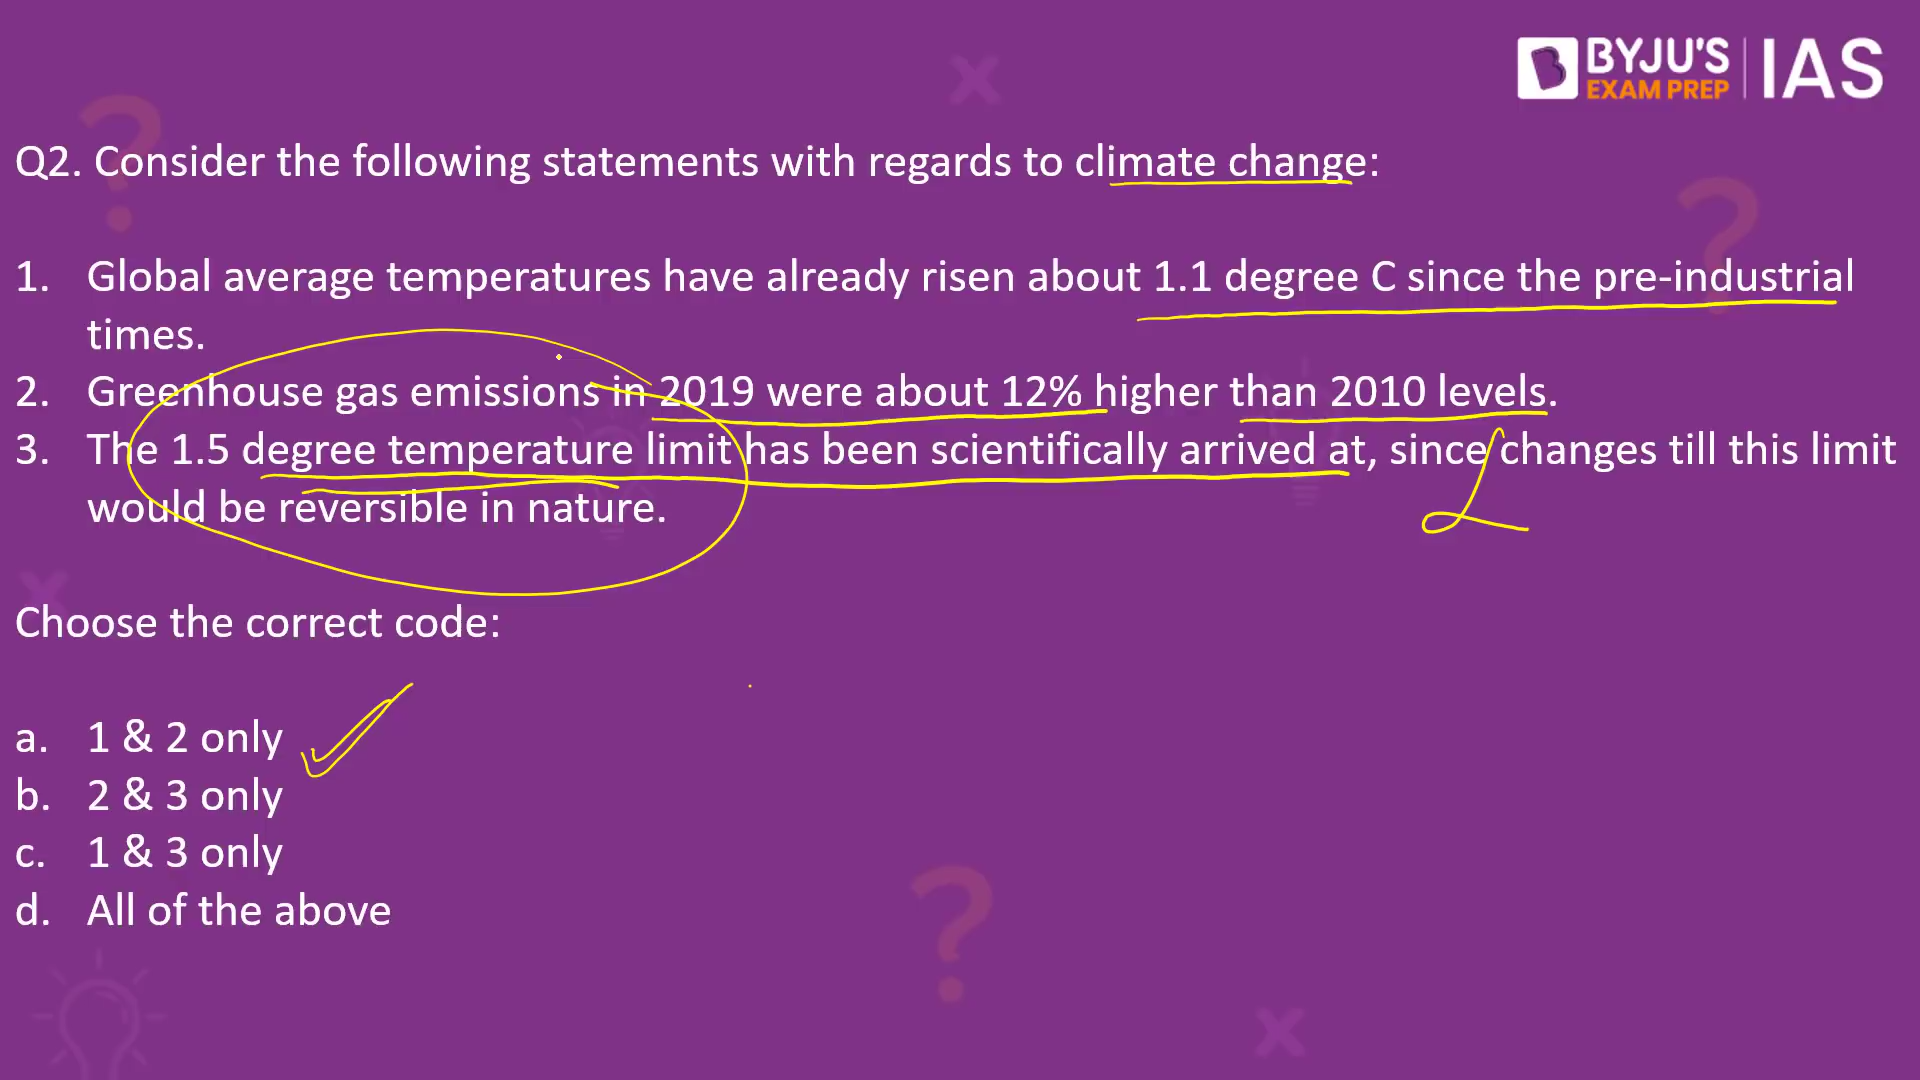 BYJU'S
EXAM PREP
IAS
Q2. Consider the following statements with regards to climate change:
1. Global average temperatures have already risen about 1.1 degree C since the pre-industrial
times.
2. Greenhouse gas emissions in 2019 were about 12% higher than 2010 levels.
3. The 1.5 degree temperature limit has been scientifically arrived at, since changes till this limit
would be reversible in nature.
Choose the correct code:
a. 1 & 2 only
b. 2 & 3 only
c. 1 & 3 only
d. All of the above